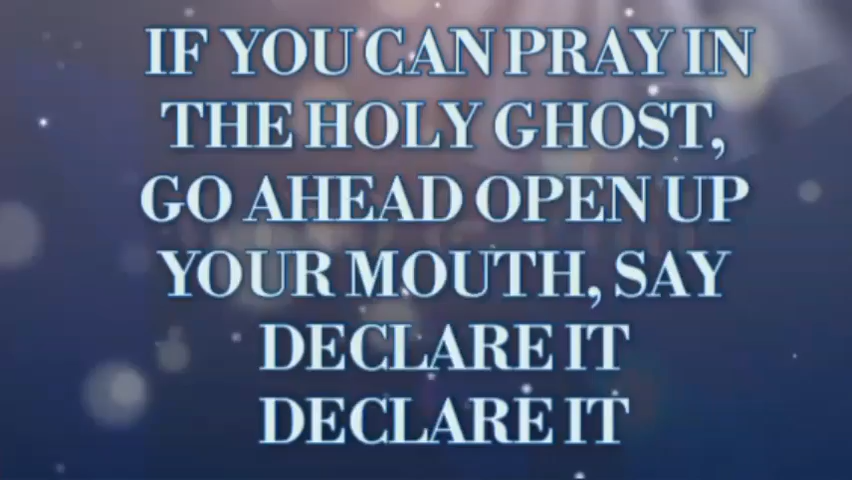 IF YOU CAN PRAY IN
THE HOLY GHOST,
GO AHEAD OPEN UP
YOUR MOUTH, SAY
DECLARE IT
DECLARE IT